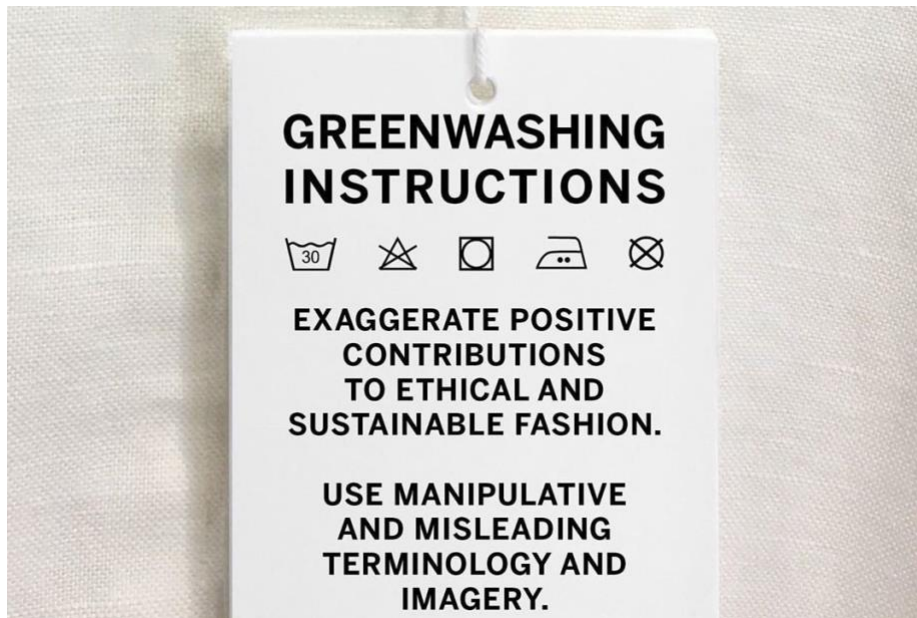 GREENWASHING
INSTRUCTIONS
30
EXAGGERATE POSITIVE
CONTRIBUTIONS
TO ETHICAL AND
SUSTAINABLE FASHION.
USE MANIPULATIVE
AND MISLEADING
TERMINOLOGY AND
IMAGERY.